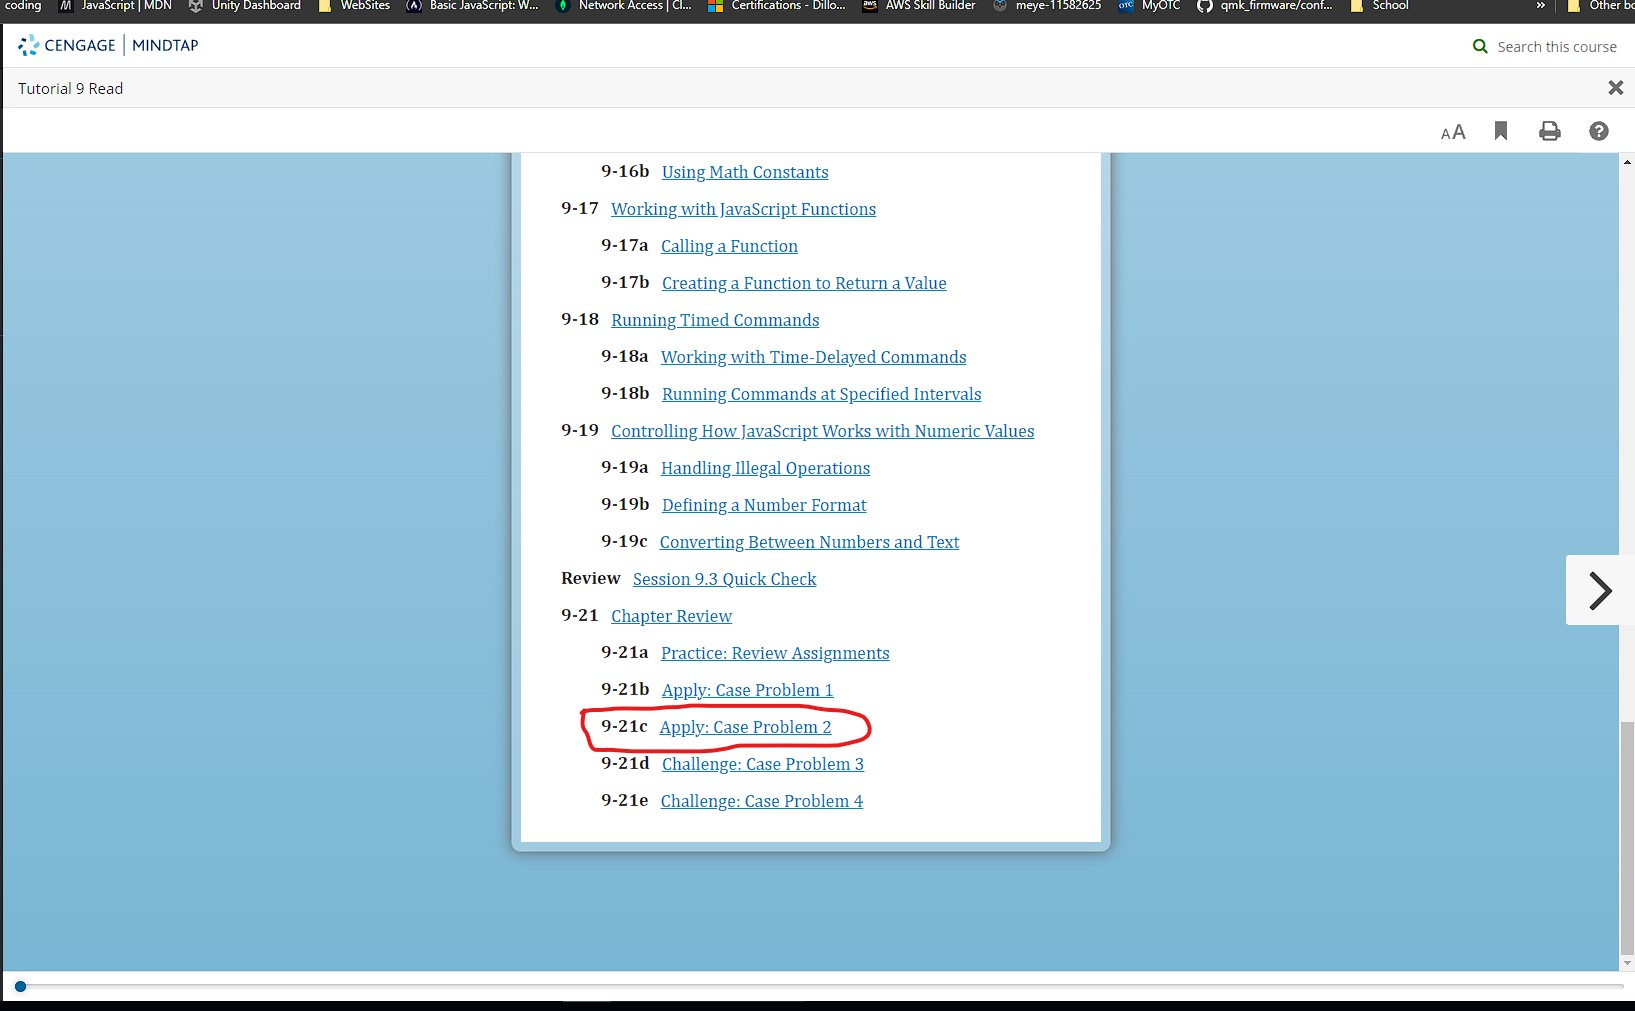 coding JavaScript | MDN Unity Dashboard WebSites Basic JavaScript: W... Network Access | Cl... Certifications - Dillo... AWS Skill Builder meye-11582625 MyOTC qmk_firmware/conf... School » Other bo
CENGAGE | MINDTAP Search this course
Tutorial 9 Read
AA
9-16b Using Math Constants
9-17 Working with JavaScript Functions
9-17a Calling a Function
9-17b Creating a Function to Return a Value
9-18 Running Timed Commands
9-18a Working with Time-Delayed Commands
9-18b Running Commands at Specified Intervals
9-19 Controlling How JavaScript Works with Numeric Values
9-19a Handling Illegal Operations
9-19b Defining a Number Format
9-19c Converting Between Numbers and Text
Review Session 9.3 Quick Check
9-21 Chapter Review
9-21a Practice: Review Assignments
9-21b Apply: Case Problem 1
9-21c Apply: Case Problem 2
9-21d Challenge: Case Problem 3
9-21e Challenge: Case Problem 4